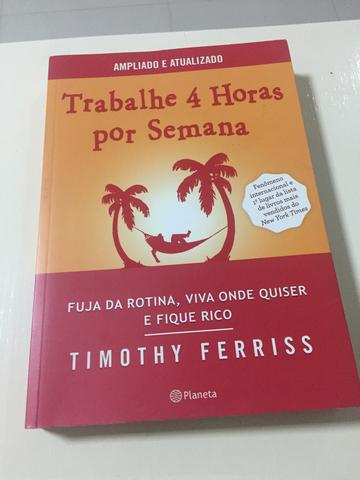 AMPLIADO E ATUALIZADO
Trabalhe 4 Horas
por Semana
Fenômeno
internacional e
1º lugar da lista
de livros mais
vendidos do
New York Times
FUJA DA ROTINA, VIVA ONDE QUISER
E FIQUE RICO
TIMOTHY FERRISS
Planeta